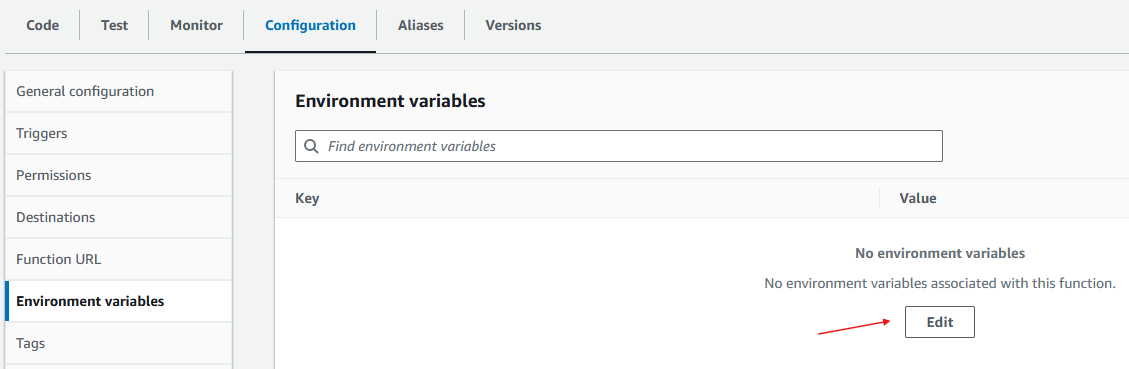 Code Test Monitor Configuration Aliases Versions
General configuration
Triggers
Permissions
Destinations
Function URL
Environment variables
Tags
Environment variables
Find environment variables
Key Value
No environment variables
No environment variables associated with this function.
Edit